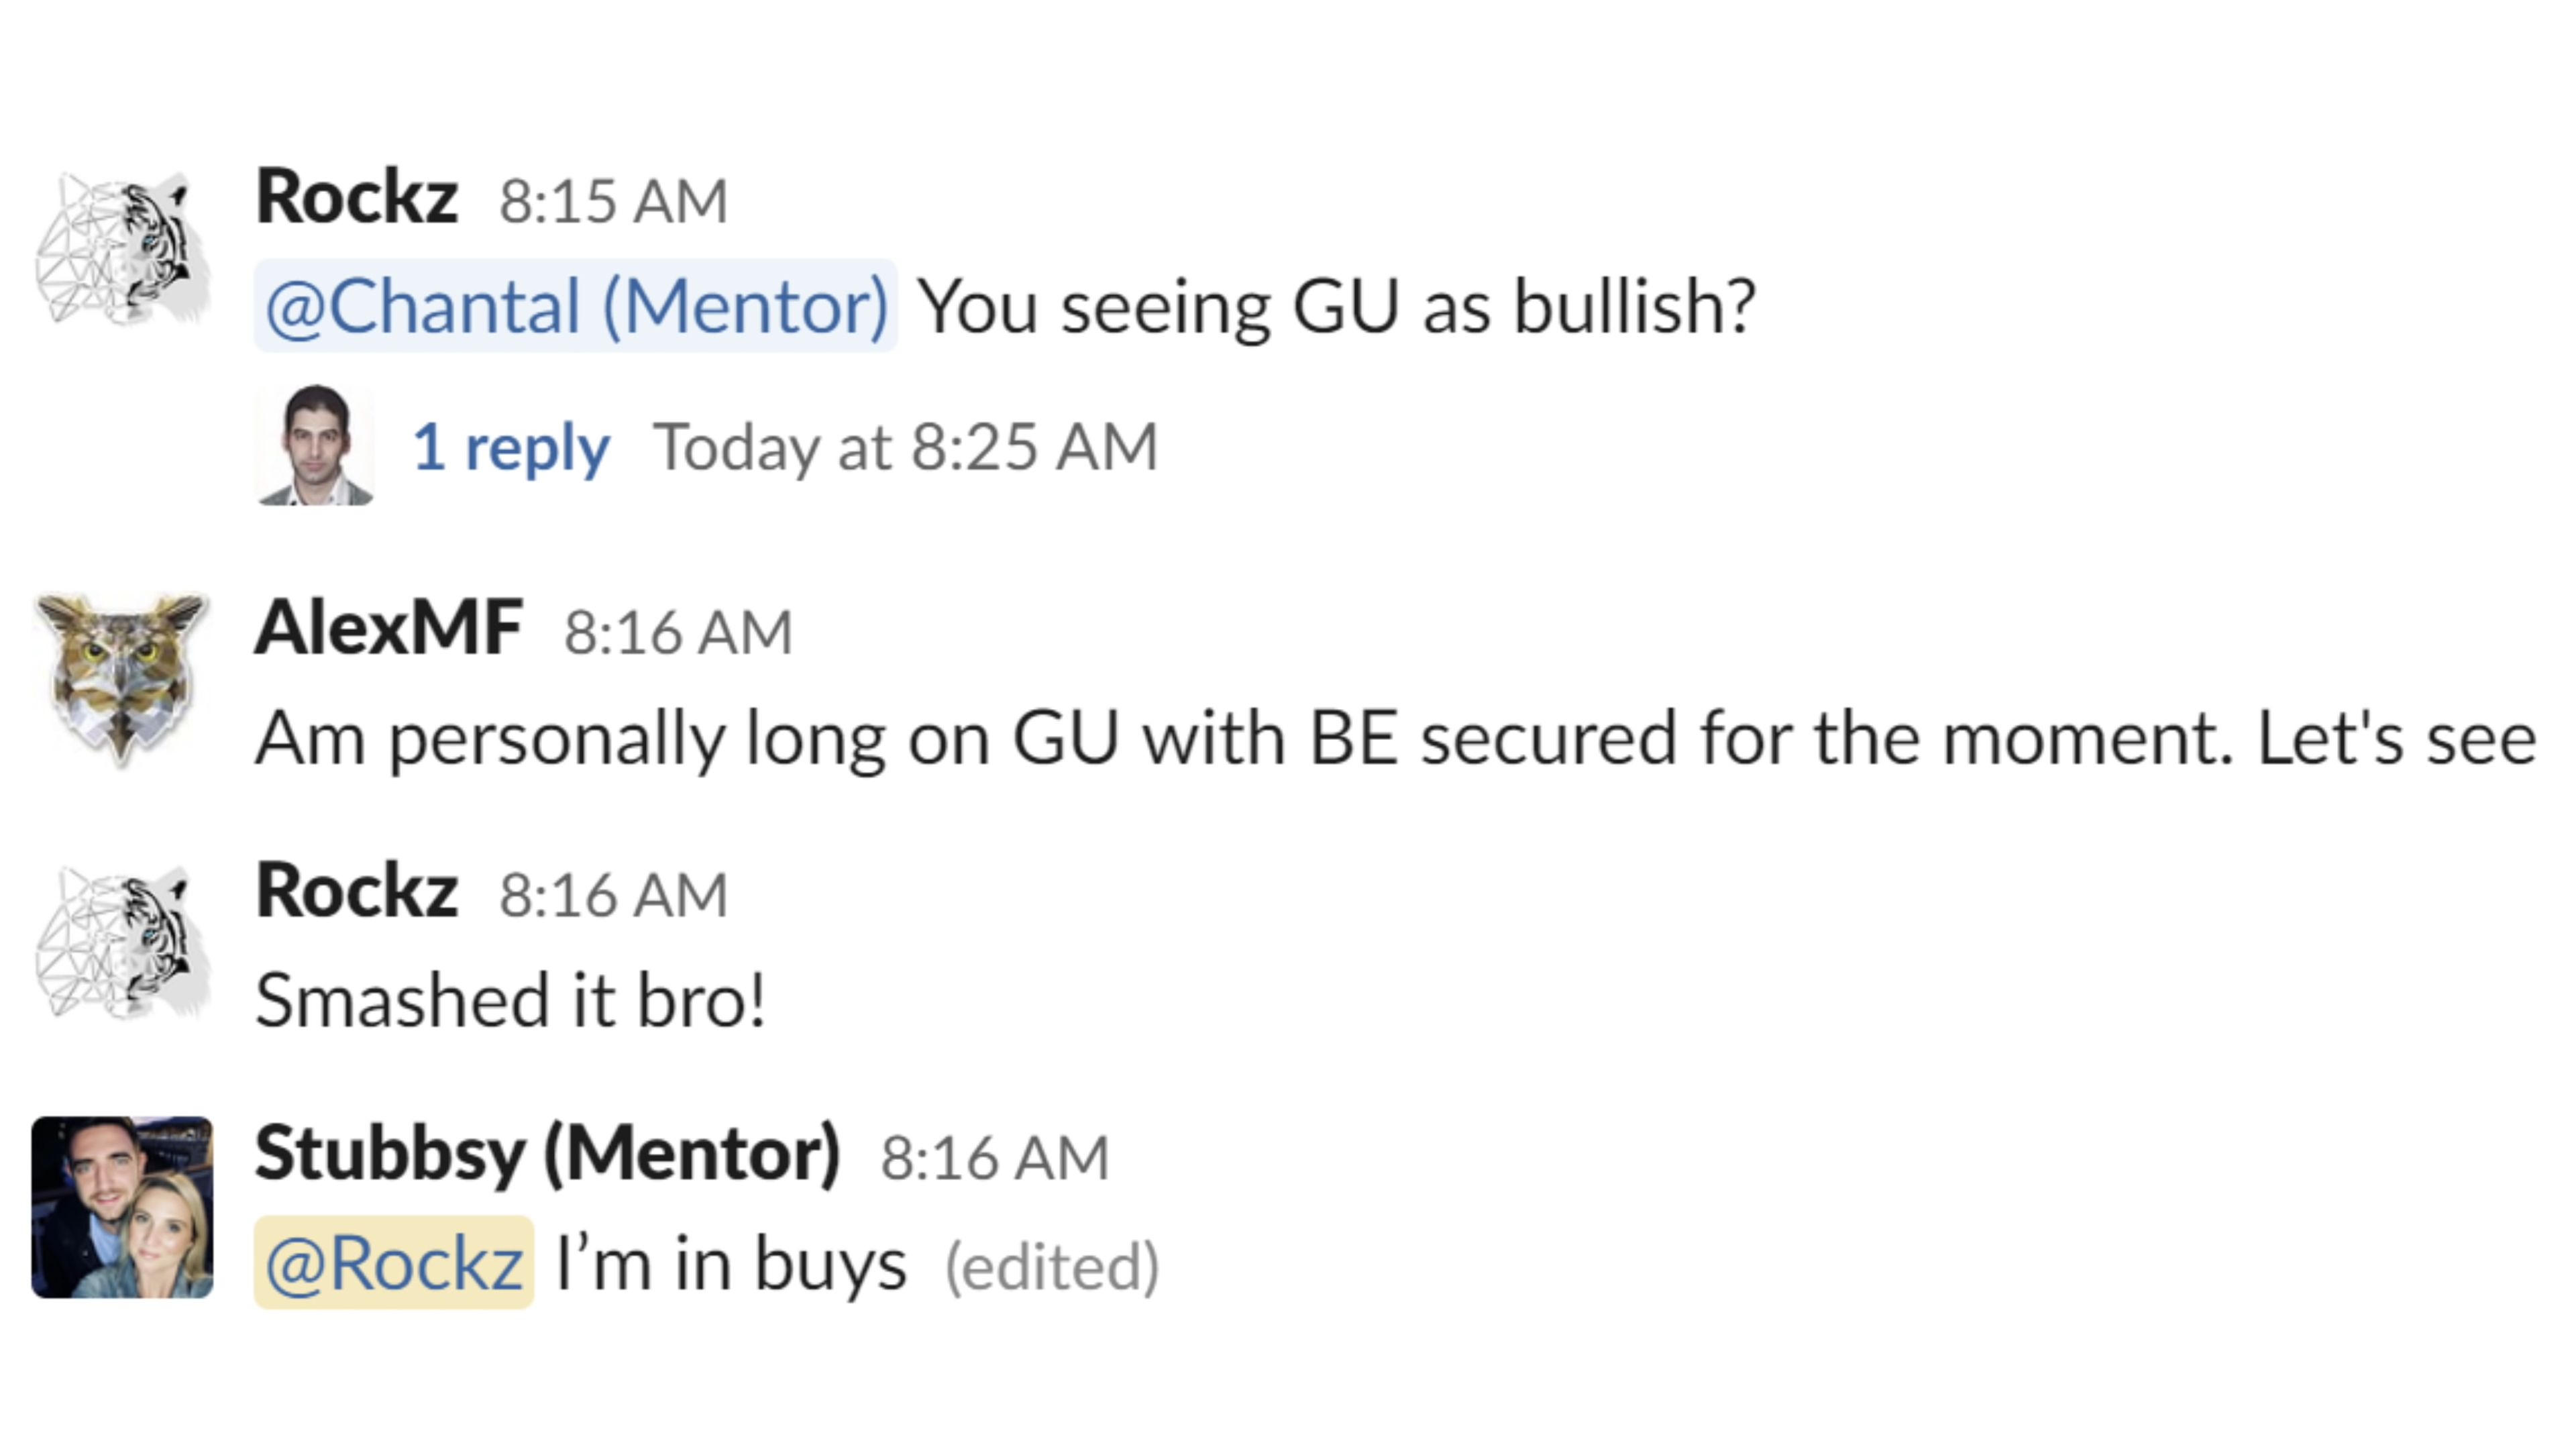 Rockz 8:15 AM
@Chantal (Mentor) You seeing GU as bullish?
1 reply Today at 8:25 AM
AlexMF 8:16 AM
Am personally long on GU with BE secured for the moment. Let's see
Rockz 8:16 AM
Smashed it bro!
Stubbsy (Mentor) 8:16 AM
@Rockz I’m in buys (edited)